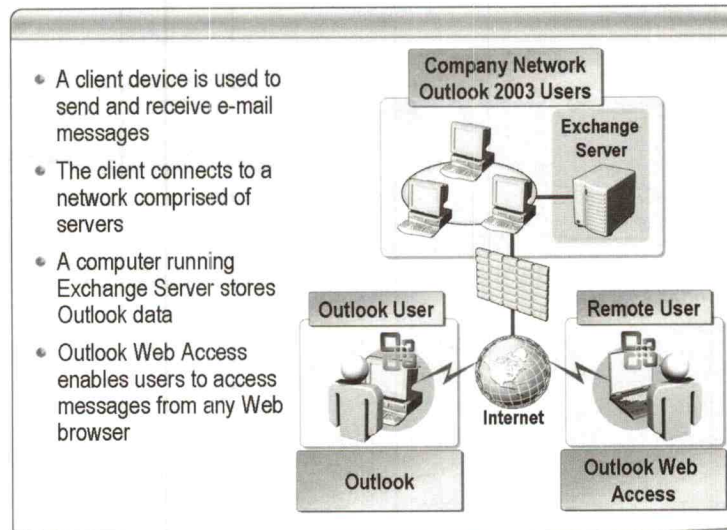 A client device is used to
send and receive e-mail
messages
The client connects to a
network comprised of
servers
A computer running
Exchange Server stores
Outlook data
Outlook Web Access
enables users to access
messages from any Web
browser
Company Network
Outlook 2003 Users
Exchange
Server
Outlook User
Remote User
Internet
Outlook
Outlook Web
Access